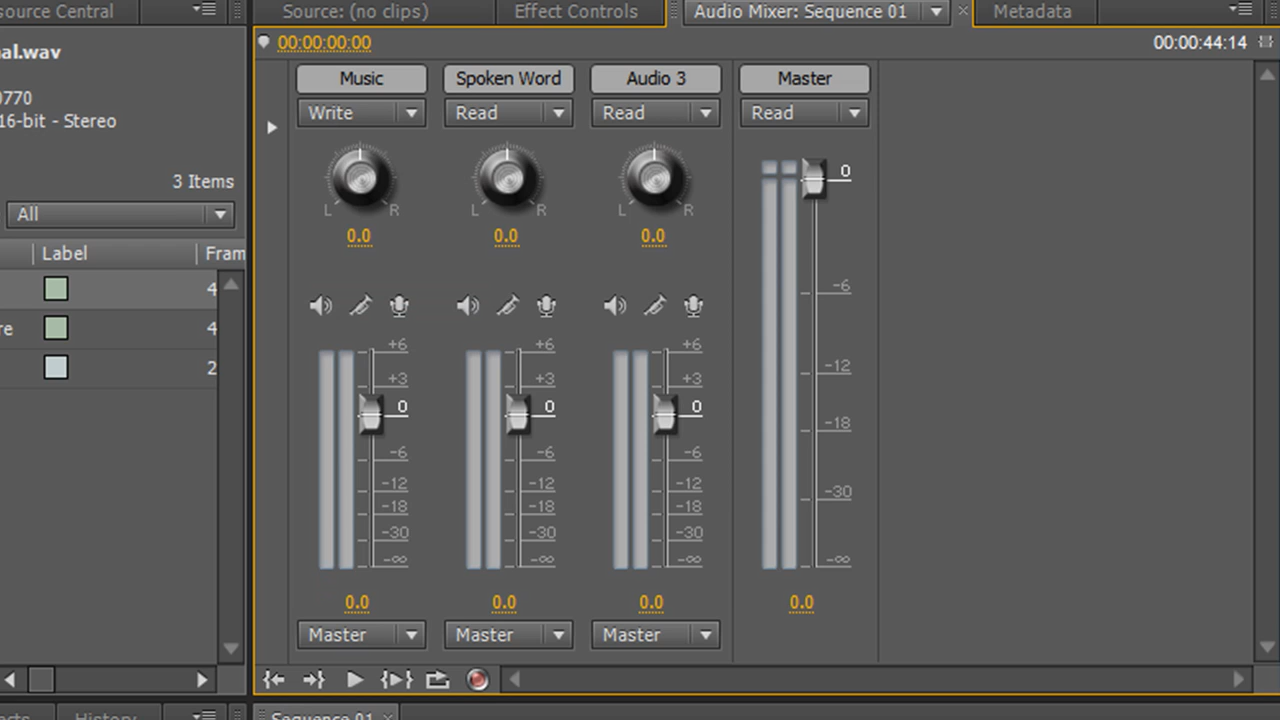 source Central
Source: (no clips)
Effect Controls
Audio Mixer: Sequence 01
Metadata
al.wav
0770
16-bit - Stereo
3 Items
All
Label
Fram
4
re
4
2
00:00:00:00
00:00:44:14
Music
Spoken Word
Audio 3
Master
Write
Read
Read
Read
L R
L R
L R
0.0
0.0
0.0
+6
+3
0
-6
-12
-18
-30
-∞
+6
+3
0
-6
-12
-18
-30
-∞
+6
+3
0
-6
-12
-18
-30
-∞
0
-6
-12
-18
-30
-∞
0.0
0.0
0.0
0.0
Master
Master
Master
History
Sequence 01